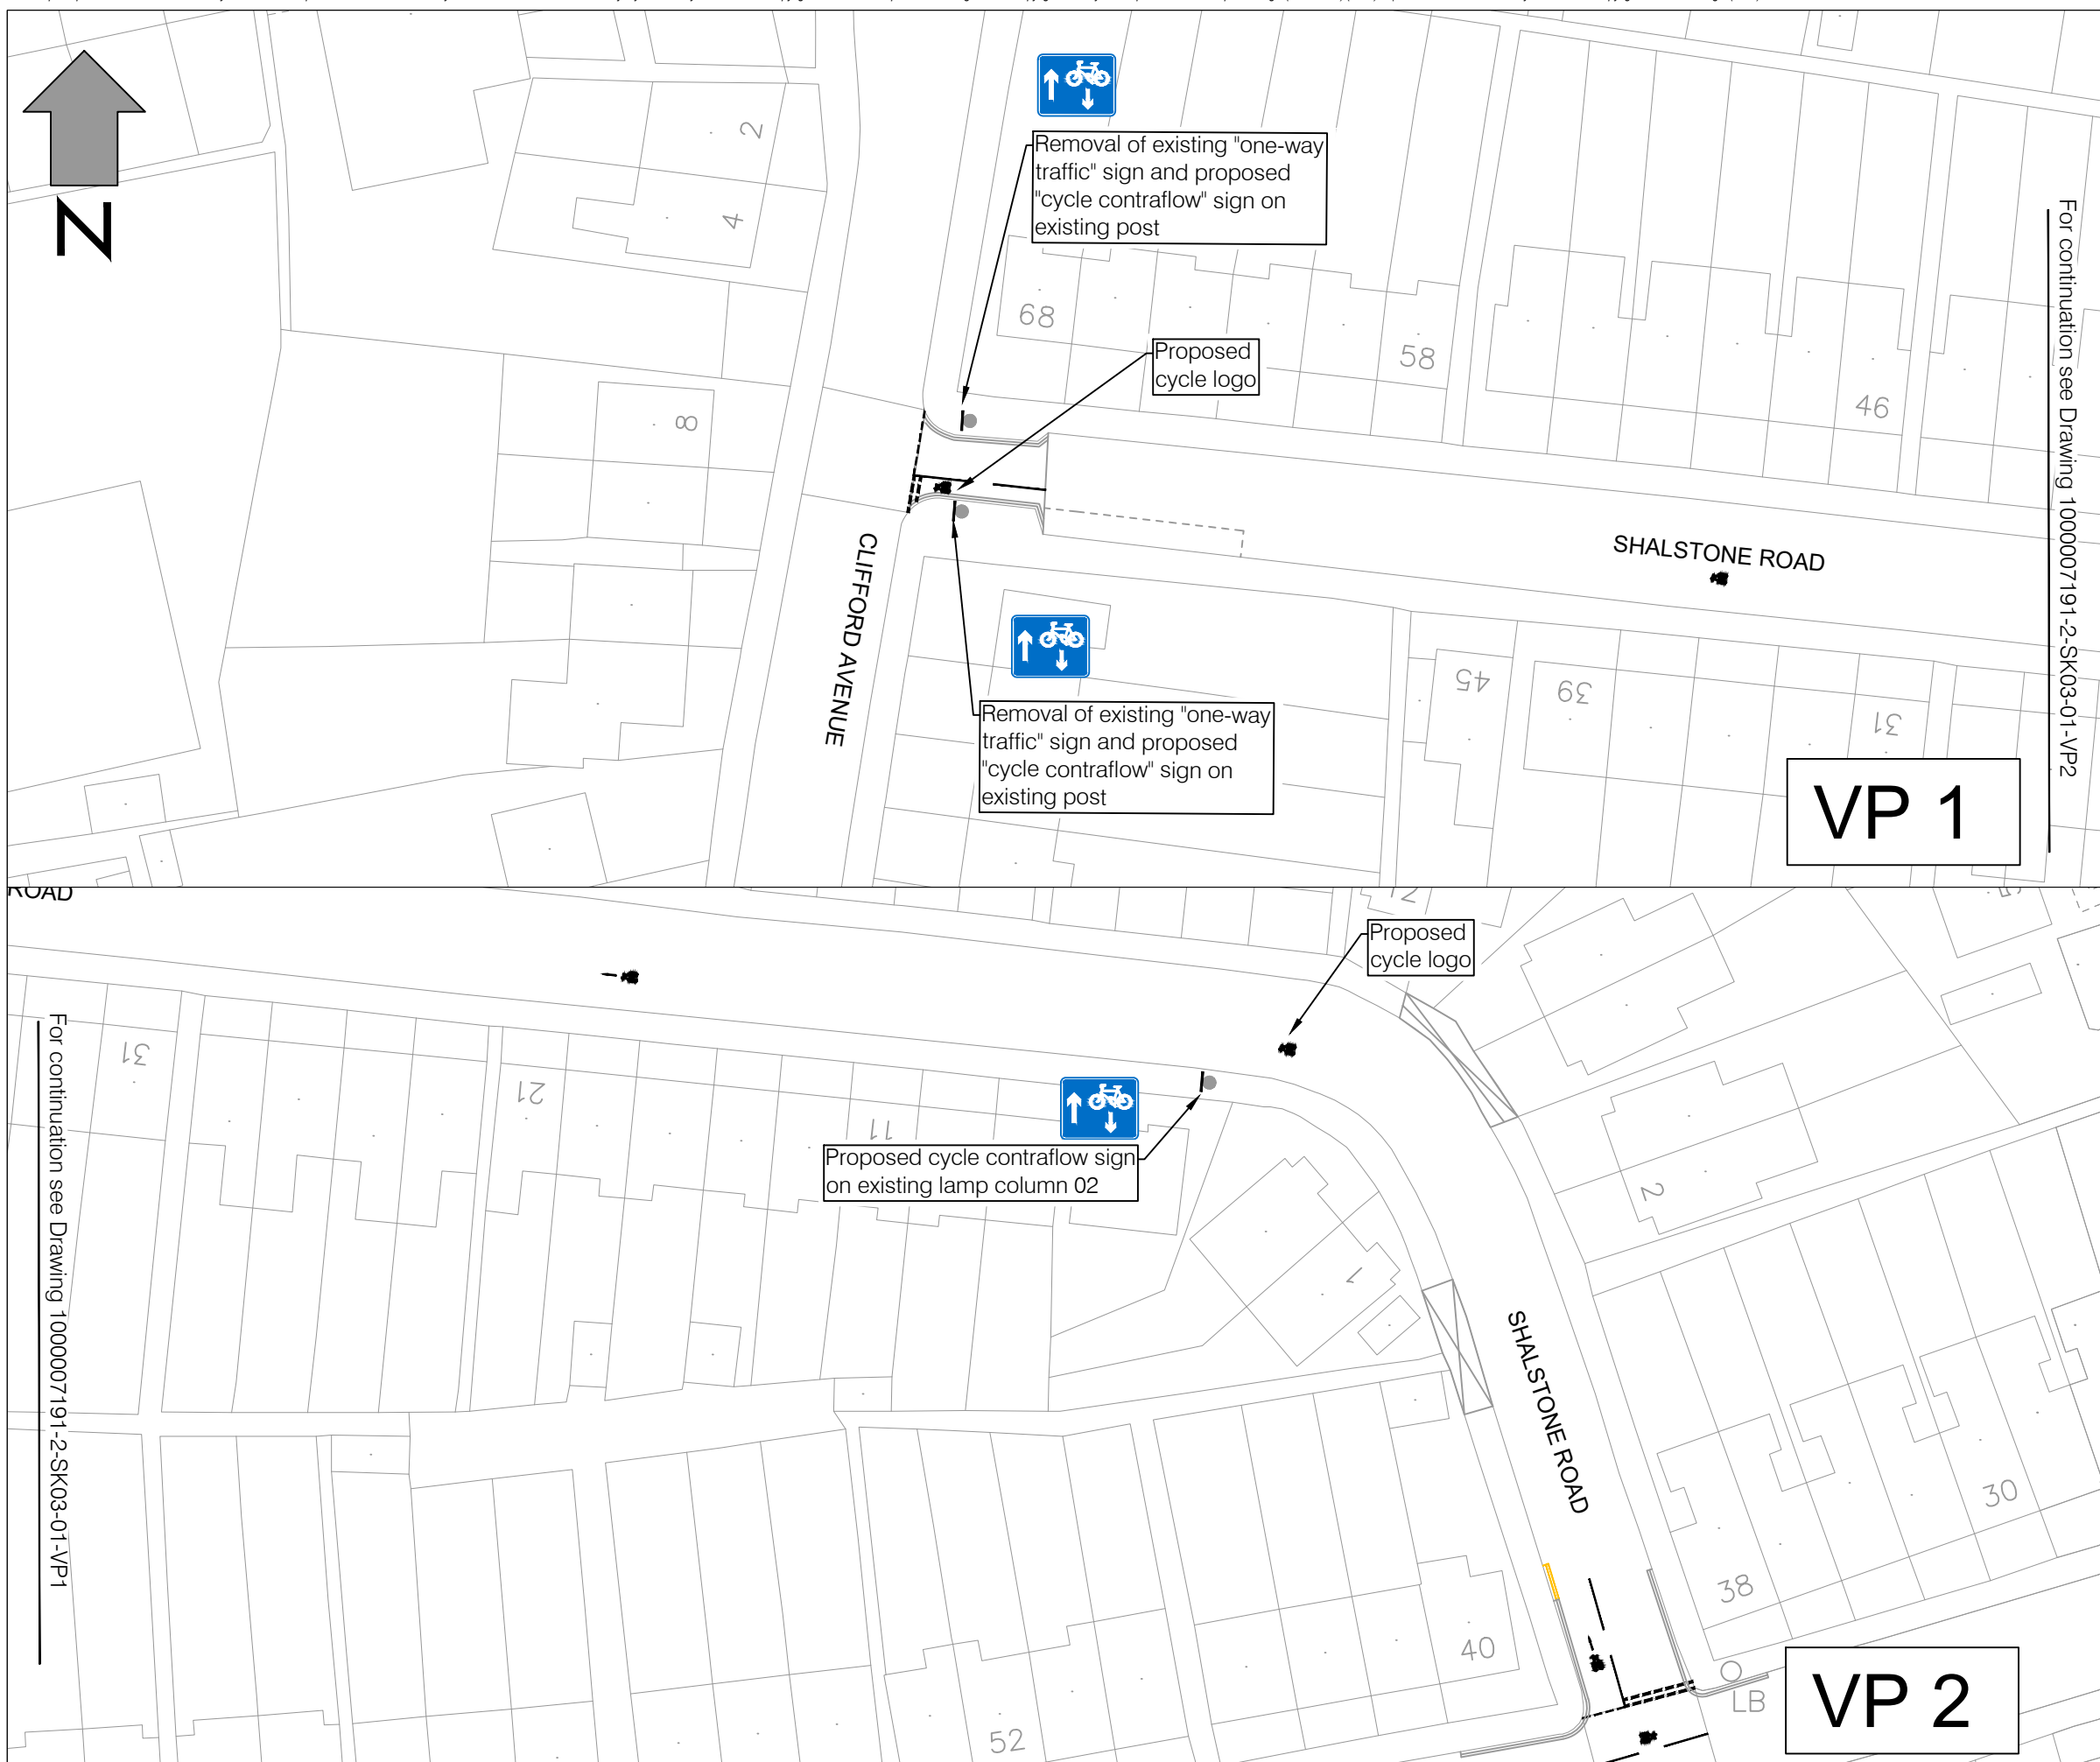 N
2
4
8
Removal of existing "one-way
traffic" sign and proposed
"cycle contraflow" sign on
existing post
68
58
46
Proposed
cycle logo
SHALSTONE ROAD
CLIFFORD AVENUE
Removal of existing "one-way
traffic" sign and proposed
"cycle contraflow" sign on
existing post
45
39
31
For continuation see Drawing 1000007191-2-SK03-01-VP2
VP 1
ROAD
Proposed
cycle logo
31
21
11
Proposed cycle contraflow sign
on existing lamp column 02
For continuation see Drawing 1000007191-2-SK03-01-VP1
1
2
SHALSTONE ROAD
30
38
40
52
LB
VP 2